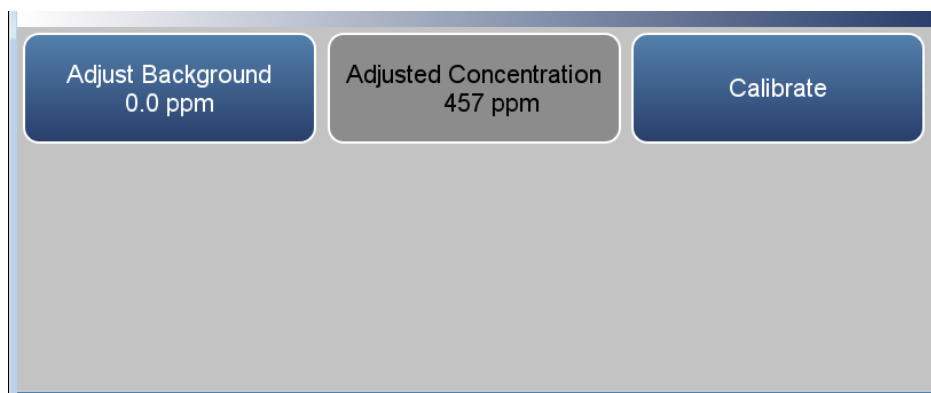 Adjust Background
0.0 ppm
Adjusted Concentration
457 ppm
Calibrate